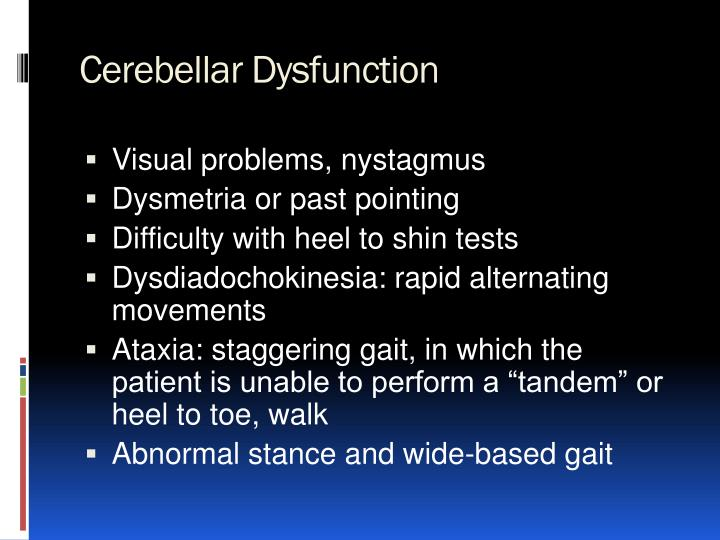 Cerebellar Dysfunction
▪ Visual problems, nystagmus
▪ Dysmetria or past pointing
▪ Difficulty with heel to shin tests
▪ Dysdiadochokinesia: rapid alternating
movements
▪ Ataxia: staggering gait, in which the
patient is unable to perform a “tandem” or
heel to toe, walk
▪ Abnormal stance and wide-based gait